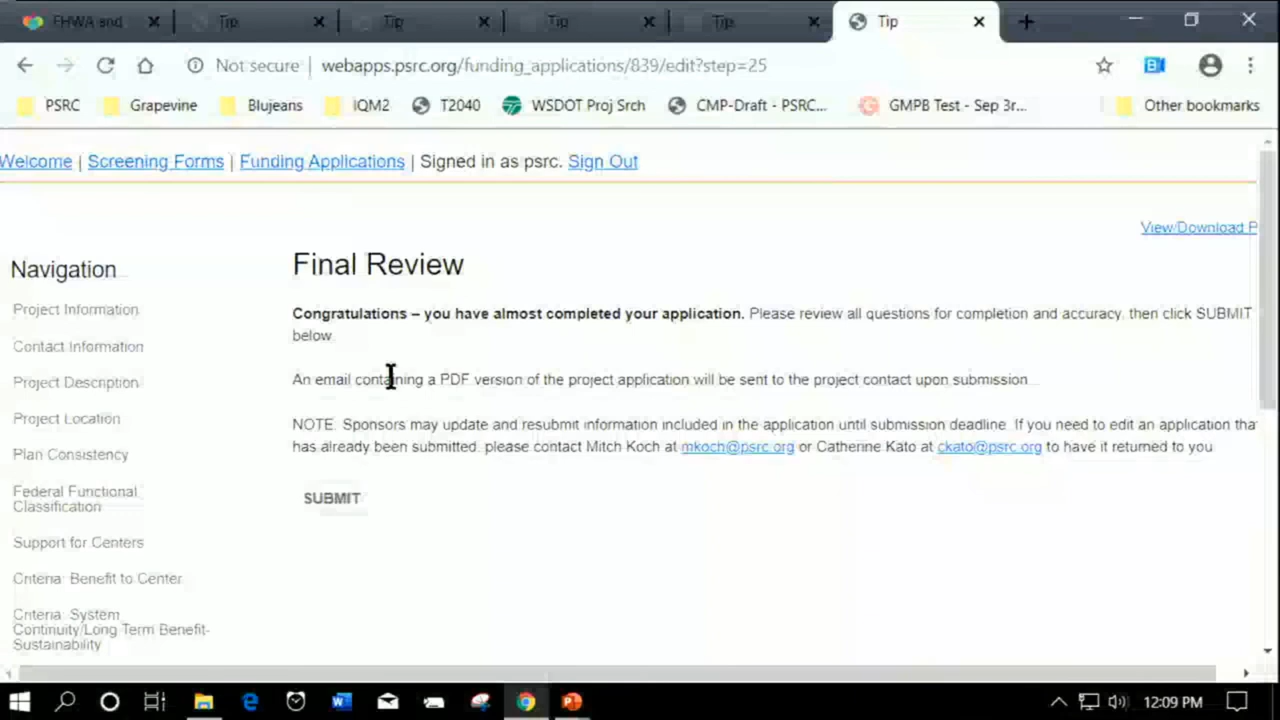 FHWA and
Tip
Tip
Tip
Tip
Tip
Not secure
webapps.psrc.org/funding_applications/839/edit?step=25
PSRC
Grapevine
Blujeans
IQM2
T2040
WSDOT Proj Srch
CMP-Draft - PSRC...
GMPB Test - Sep 3r...
Other bookmarks
Welcome | Screening Forms | Funding Applications | Signed in as psrc. Sign Out
View/Download P
Navigation
Project Information
Contact Information
Project Description
Project Location
Plan Consistency
Federal Functional
Classification
Support for Centers
Criteria: Benefit to Center
Criteria: System
Continuity/Long Term Benefit-
Sustainability
Final Review
Congratulations – you have almost completed your application. Please review all questions for completion and accuracy, then click SUBMIT
below.
An email containing a PDF version of the project application will be sent to the project contact upon submission.
NOTE: Sponsors may update and resubmit information included in the application until submission deadline. If you need to edit an application that
has already been submitted, please contact Mitch Koch at mkoch@psrc.org or Catherine Kato at ckato@psrc.org to have it returned to you.
SUBMIT
12:09 PM